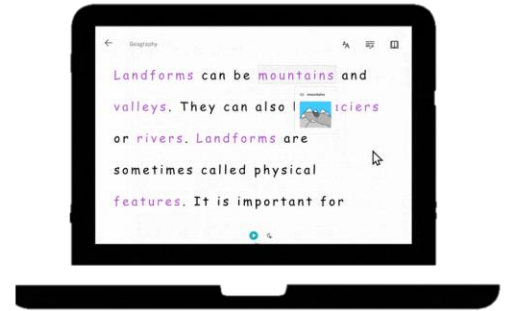 Geography
Landforms can be mountains and
mountains
valleys. They can also
or rivers. Landforms are
sometimes called physical
features. It is important for